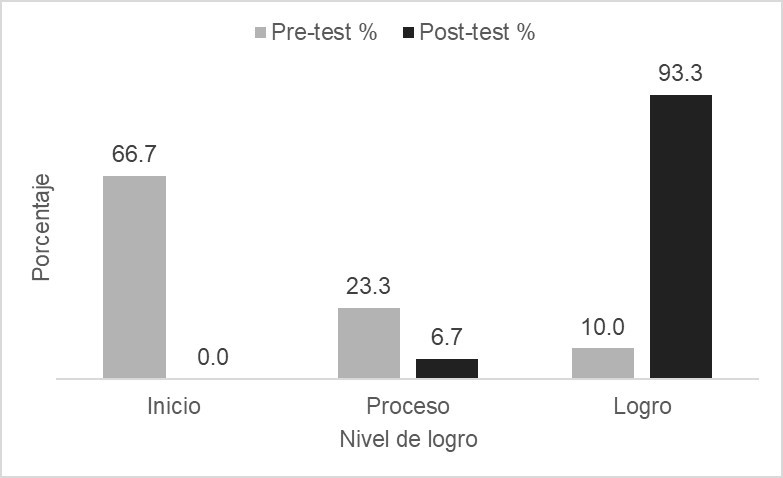 Pre-test % Post-test %
93.3
66.7
23.3
10.0
6.7
0.0
Porcentaje
Inicio Proceso Logro
Nivel de logro